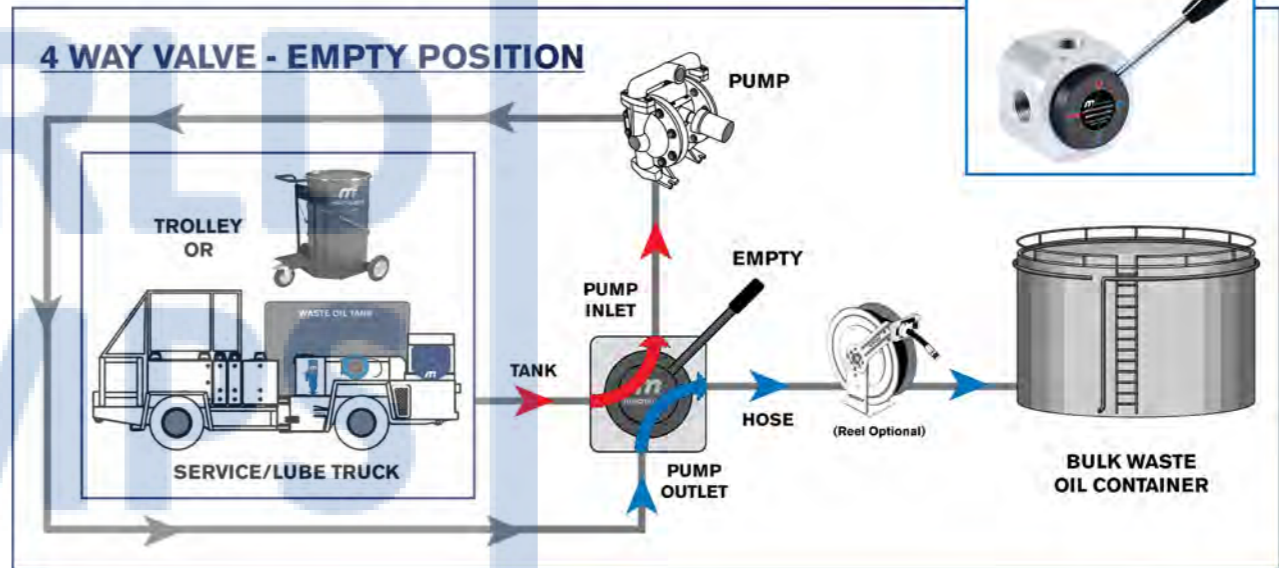 4 WAY VALVE - EMPTY POSITION
PUMP
TROLLEY
OR
WASTE OIL TANK
SERVICE/LUBE TRUCK
TANK
PUMP
INLET
EMPTY
HOSE
PUMP
OUTLET
(Reel Optional)
BULK WASTE
OIL CONTAINER